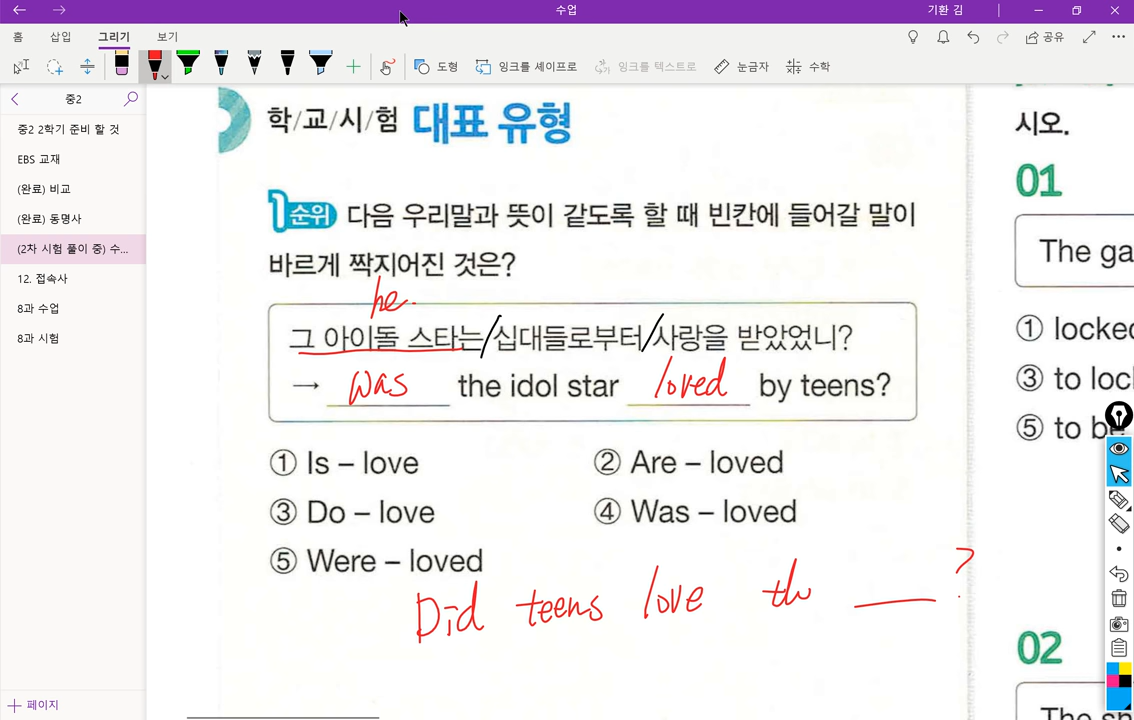 수업
기환 김
홈 삽입 그리기 보기
도형 잉크를 셰이프로 잉크를 텍스트로 눈금자 수학 공유
중2
중2 2학기 준비 할 것
EBS 교재
(완료) 비교
(완료) 동명사
(2차 시험 풀이 중) 수...
12. 접속사
8과 수업
8과 시험
페이지
학/교/시/험 대표 유형
1순위 다음 우리말과 뜻이 같도록 할 때 빈칸에 들어갈 말이
바르게 짝지어진 것은?
he.
그 아이돌 스타는/십대들로부터/사랑을 받았었니?
→ was the idol star loved by teens?
① Is – love ② Are – loved
③ Do – love ④ Was – loved
⑤ Were – loved
Did teens love the ?
시오.
01
The ga
① locked
③ to loc
⑤ to be
02